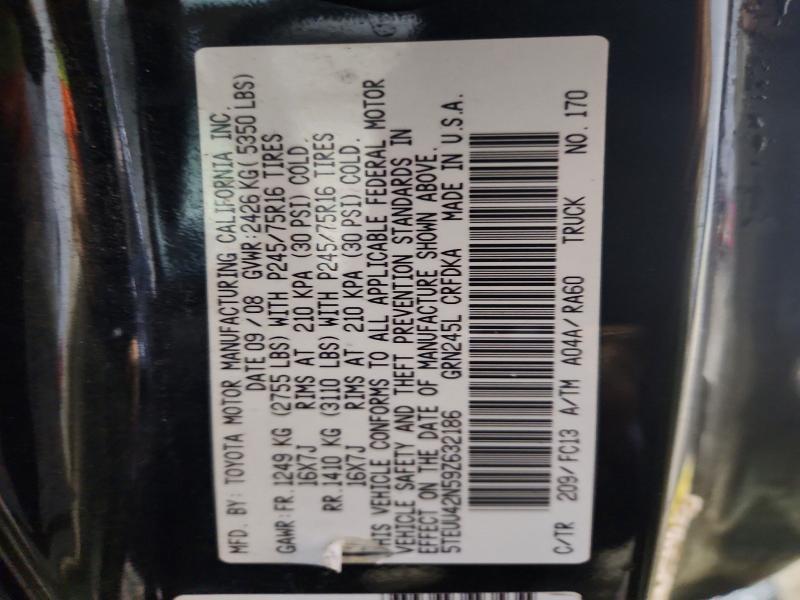 MFD. BY: TOYOTA MOTOR MANUFACTURING CALIFORNIA INC.
DATE 09/08 GVWR:2426 KG( 5350 LBS)
GAWR:FR.1249 KG (2755 LBS) WITH P245/75R16 TIRES
16X7J RIMS AT 210 KPA (30 PSI) COLD.
RR.1410 KG (3110 LBS) WITH P245/75R16 TIRES
16X7J RIMS AT 210 KPA (30 PSI) COLD.
THIS VEHICLE CONFORMS TO ALL APPLICABLE FEDERAL MOTOR
VEHICLE SAFETY AND THEFT PREVENTION STANDARDS IN
EFFECT ON THE DATE OF MANUFACTURE SHOWN ABOVE.
5TEUU42N59Z632186 GRN245L CRFDKA MADE IN U.S.A.
C/TR 209/FC13 A/TM A04A/RA60 TRUCK NO. 170